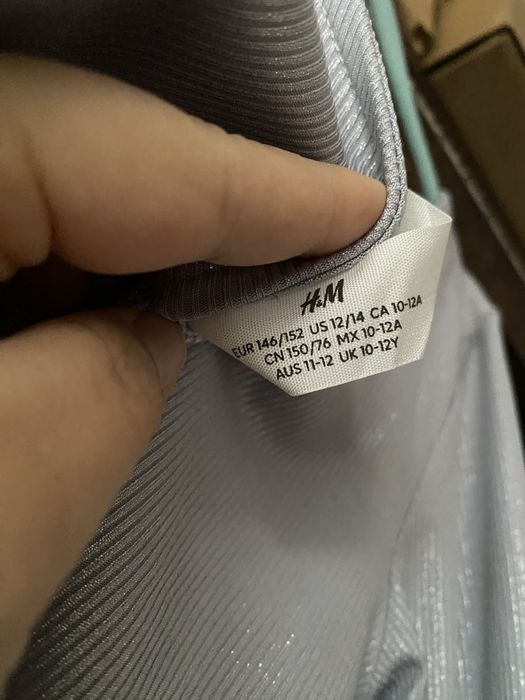 H&M
EUR 146/152 US 12/14 CA 10-12A
CN 150/76 MX 10-12A
AUS 11-12 UK 10-12Y